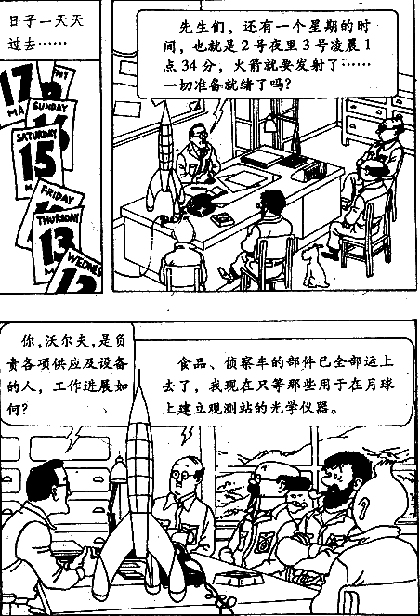 日子一天天
过去……
17
MA
SUNDAY
SATURDAY
15
MA
FRIDAY
THURSDAY
13
MA
WEDNES
12
先生们，还有一个星期的时
间，也就是2号夜里3号凌晨1
点34分，火箭就要发射了……
一切准备就绪了吗？
你，沃尔夫，是负
责各项供应及设备
的人，工作进展如
何？
食品、侦察车的部件已全部运上
去了，我现在只等那些用于在月球
上建立观测站的光学仪器。